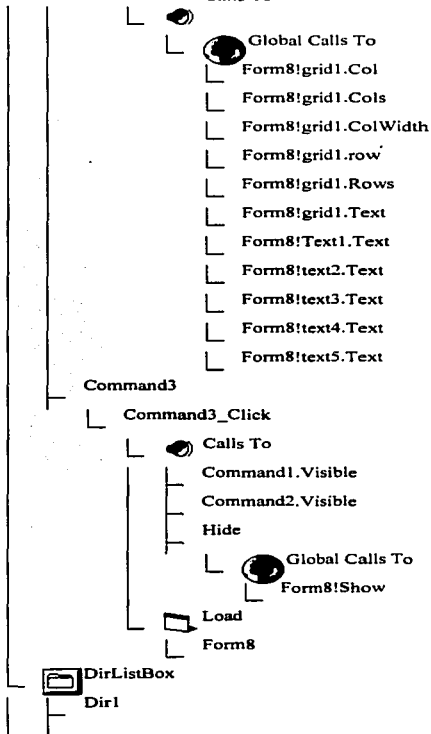 Global Calls To
Form8!grid1.Col
Form8!grid1.Cols
Form8!grid1.ColWidth
Form8!grid1.row
Form8!grid1.Rows
Form8!grid1.Text
Form8!Text1.Text
Form8!text2.Text
Form8!text3.Text
Form8!text4.Text
Form8!text5.Text
Command3
Command3_Click
Calls To
Command1.Visible
Command2.Visible
Hide
Global Calls To
Form8!Show
Load
Form8
DirListBox
Dir1